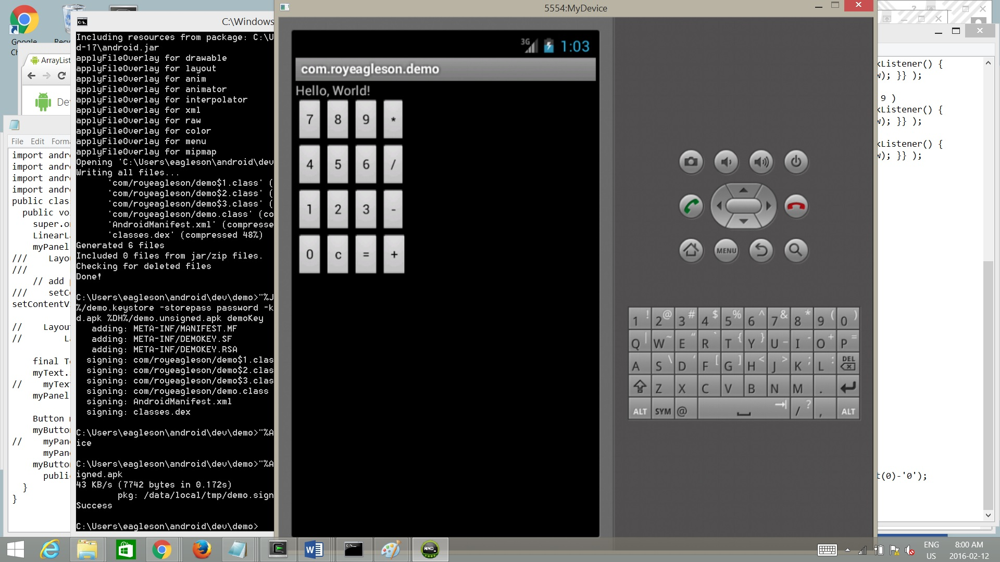 5554:MyDevice
Google
Recy
Ch
C:\Windows
Including resources from package: C:\U
d-17\android.jar
applyFileOverlay for drawable
applyFileOverlay for layout
applyFileOverlay for anim
applyFileOverlay for animator
applyFileOverlay for interpolator
applyFileOverlay for xml
applyFileOverlay for raw
applyFileOverlay for color
applyFileOverlay for menu
applyFileOverlay for mipmap
Opening 'C:\Users\eagleson\android\dev
Writing all files...
'com/royeagleson/demo$1.class' (
'com/royeagleson/demo$2.class' (
'com/royeagleson/demo$3.class' (
'com/royeagleson/demo.class' (co
'AndroidManifest.xml' (compresse
'classes.dex' (compressed 48%)
Generated 6 files
Included 0 files from jar/zip files.
Checking for deleted files
Done!
C:\Users\eagleson\android\dev\demo>"%J
%/demo.keystore -storepass password -k
d.apk %DH%/demo.unsigned.apk demoKey
adding: META-INF/MANIFEST.MF
adding: META-INF/DEMOKEY.SF
adding: META-INF/DEMOKEY.RSA
signing: com/royeagleson/demo$1.clas
signing: com/royeagleson/demo$2.clas
signing: com/royeagleson/demo$3.clas
signing: com/royeagleson/demo.class
signing: AndroidManifest.xml
signing: classes.dex
C:\Users\eagleson\android\dev\demo>"%A
ice
C:\Users\eagleson\android\dev\demo>"%A
igned.apk
43 KB/s (7742 bytes in 0.172s)
pkg: /data/local/tmp/demo.sign
Success
C:\Users\eagleson\android\dev\demo>
ArrayList
Dev
File Edit Forma
import andr
import andr
import andr
import andr
public clas
public vo
super.on
LinearLa
myPanel
/// Layou
///
// add p
/// setCo
setContentVi
// Layout
// La
final Te
myText.
// myTex
myPanel
Button m
myButto
// myPan
myPan
myButto
publi
}
}
3G 1:03
com.royeagleson.demo
Hello, World!
7 8 9 *
4 5 6 /
1 2 3 -
0 c = +
MENU
1 ! 2 @ 3 # 4 $ 5 % 6 ^ 7 & 8 * 9 ( 0 )
Q | W ~ E " R ` T { Y } U _ I - O + P =
A S \ D ' F [ G ] H < J > K ; L : DEL
Z X C V B N M .
ALT SYM @ / ? , ALT
kListener() {
w); }} );
9 )
kListener() {
w); }} );
kListener() {
w); }} );
t(0)-'0');
ENG
US
8:00 AM
2016-02-12